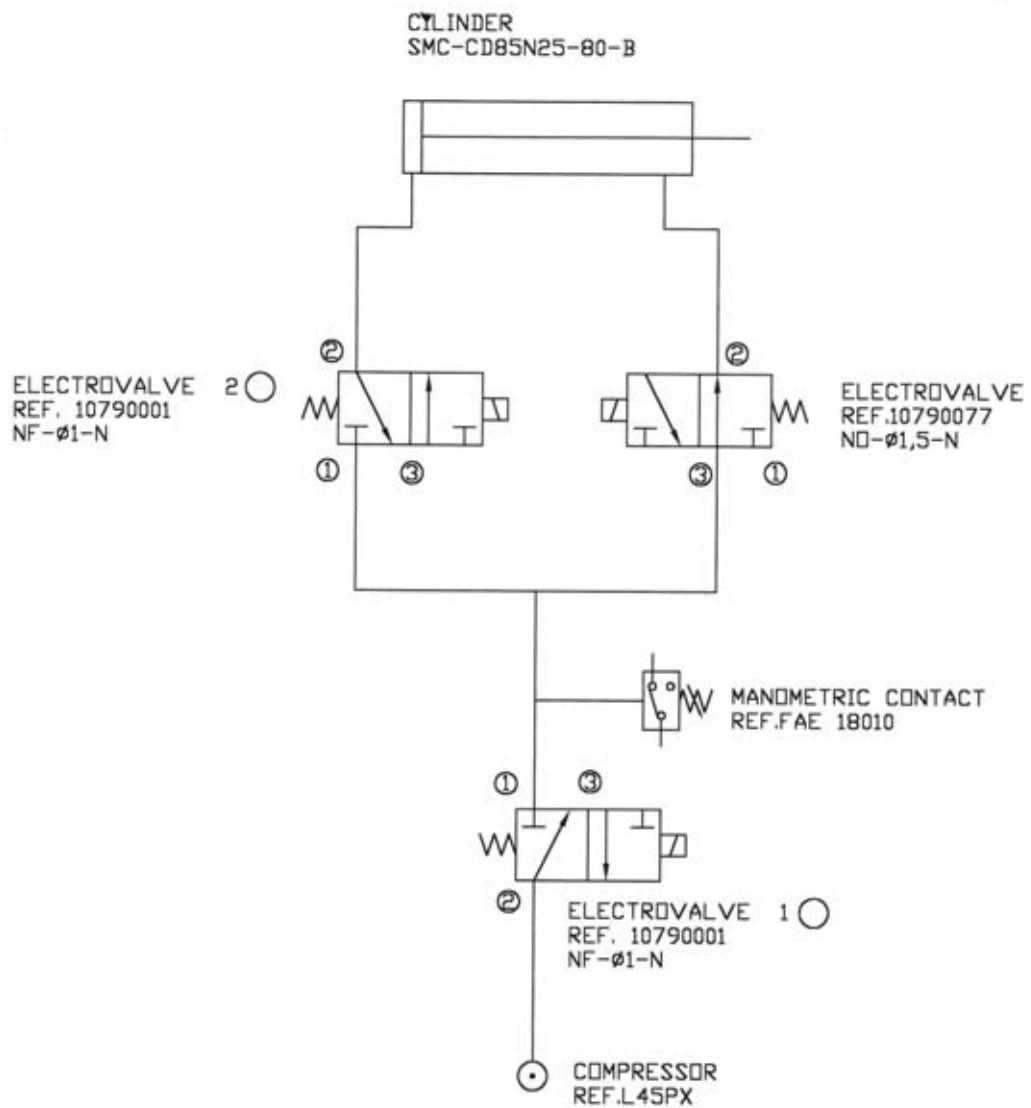 CYLINDER
SMC-CD85N25-80-B
②
②
ELECTROVALVE 2
REF. 10790001
NF-ø1-N
ELECTROVALVE
REF.10790077
NO-ø1,5-N
①
③
③
①
MANOMETRIC CONTACT
REF.FAE 18010
①
③
②
ELECTROVALVE 1
REF. 10790001
NF-ø1-N
COMPRESSOR
REF.L45PX